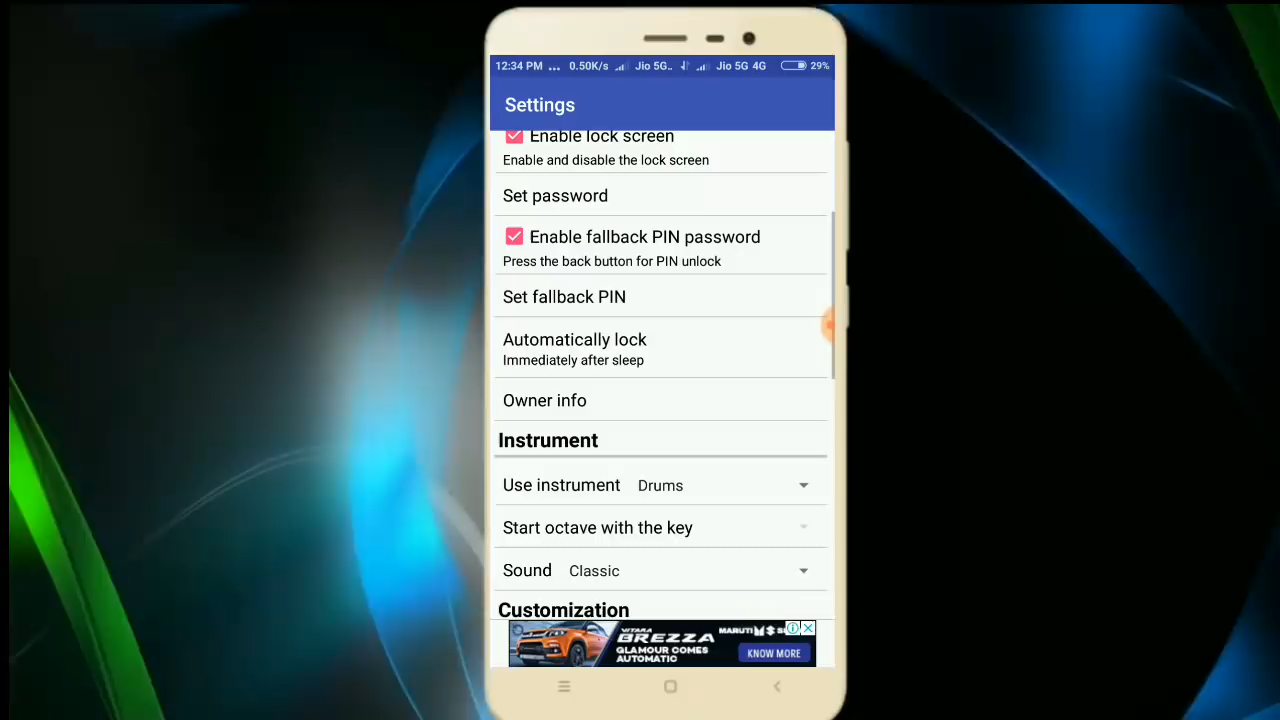 12:34 PM ... 0.50K/s Jio 5G.. Jio 5G 4G 29%
Settings
Enable lock screen
Enable and disable the lock screen
Set password
Enable fallback PIN password
Press the back button for PIN unlock
Set fallback PIN
Automatically lock
Immediately after sleep
Owner info
Instrument
Use instrument Drums
Start octave with the key
Sound Classic
Customization
VITARA
BREZZA
GLAMOUR COMES
AUTOMATIC
MARUTI
KNOW MORE